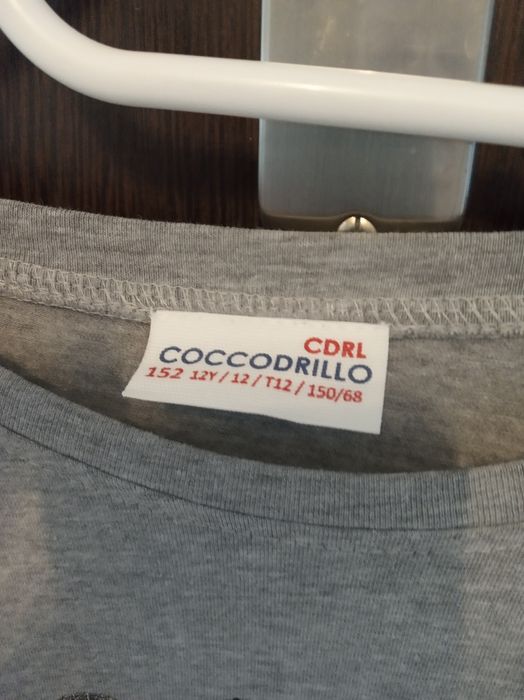 CDRL
COCCODRILLO
152 12Y / 12 / T12 / 150/68